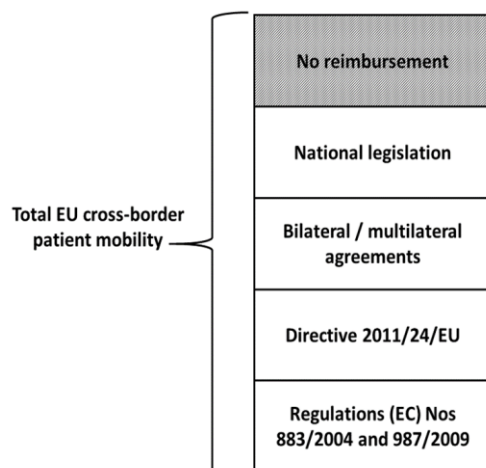 No reimbursement
National legislation
Total EU cross-border
patient mobility
Bilateral / multilateral
agreements
Directive 2011/24/EU
Regulations (EC) Nos
883/2004 and 987/2009